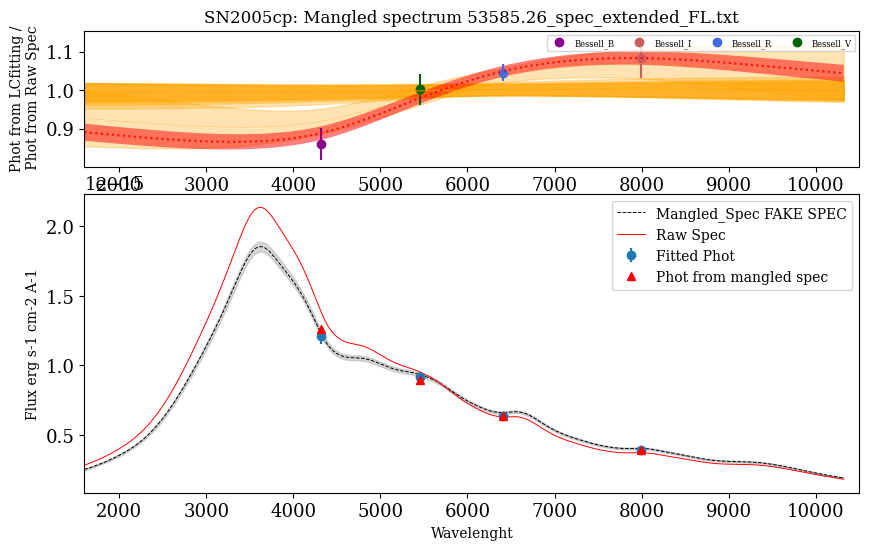 SN2005cp: Mangled spectrum 53585.26_spec_extended_FL.txt
Phot from LCfitting /
Phot from Raw Spec
1.1
1.0
0.9
Bessell_B
Bessell_I
Bessell_R
Bessell_V
2000 3000 4000 5000 6000 7000 8000 9000 10000
1e−15
Flux erg s-1 cm-2 A-1
2.0
1.5
1.0
0.5
Mangled_Spec FAKE SPEC
Raw Spec
Fitted Phot
Phot from mangled spec
2000 3000 4000 5000 6000 7000 8000 9000 10000
Wavelenght